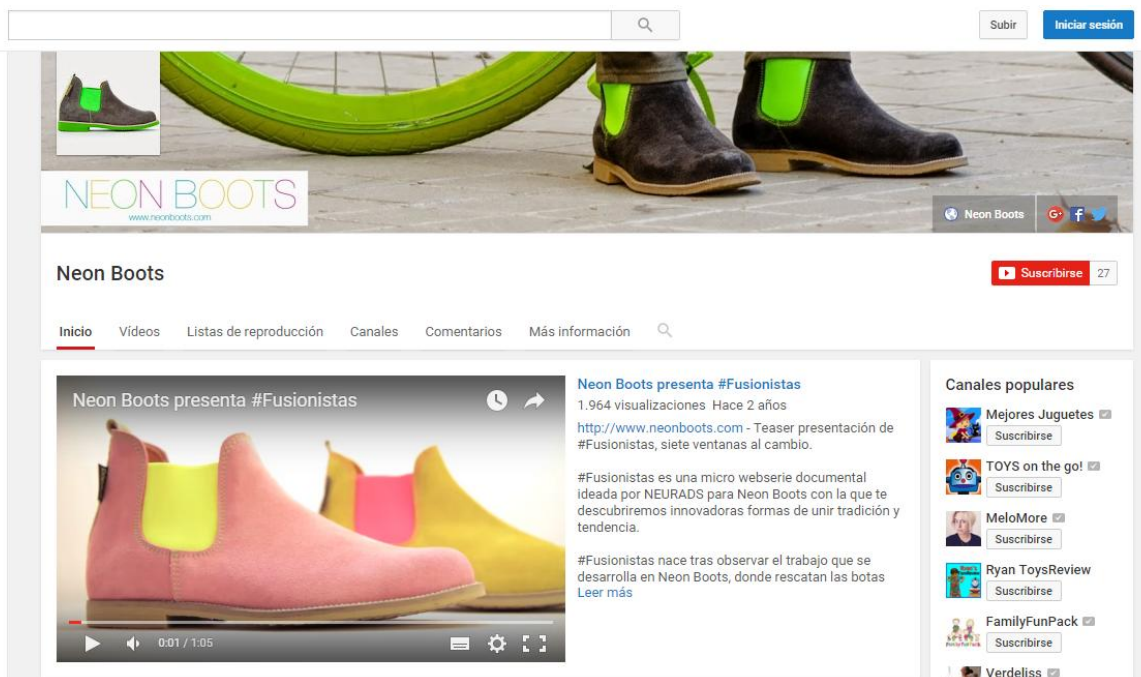 Subir
Iniciar sesión
NEON BOOTS
www.neonboots.com
Neon Boots
Neon Boots
Suscribirse 27
Inicio Vídeos Listas de reproducción Canales Comentarios Más información
Neon Boots presenta #Fusionistas
0:01 / 1:05
Neon Boots presenta #Fusionistas
1.964 visualizaciones Hace 2 años
http://www.neonboots.com - Teaser presentación de
#Fusionistas, siete ventanas al cambio.
#Fusionistas es una micro webserie documental
ideada por NEURADS para Neon Boots con la que te
descubriremos innovadoras formas de unir tradición y
tendencia.
#Fusionistas nace tras observar el trabajo que se
desarrolla en Neon Boots, donde rescatan las botas
Leer más
Canales populares
Mejores Juguetes
Suscribirse
TOYS on the go!
Suscribirse
MeloMore
Suscribirse
Ryan ToysReview
Suscribirse
FamilyFunPack
Suscribirse
Verdeliss